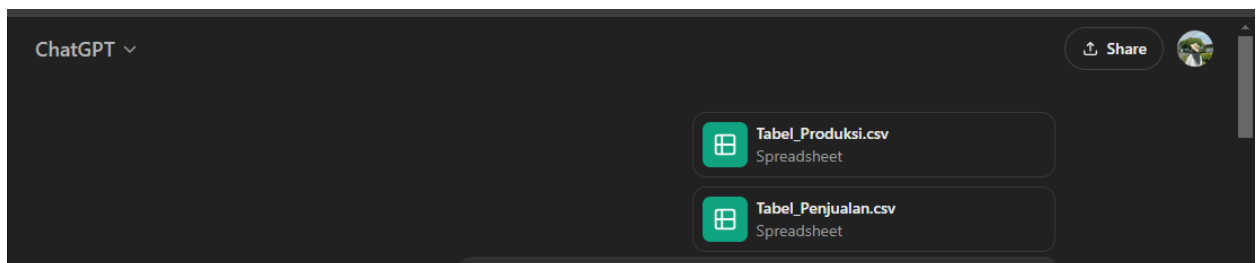 ChatGPT
Share
Tabel_Produksi.csv
Spreadsheet
Tabel_Penjualan.csv
Spreadsheet